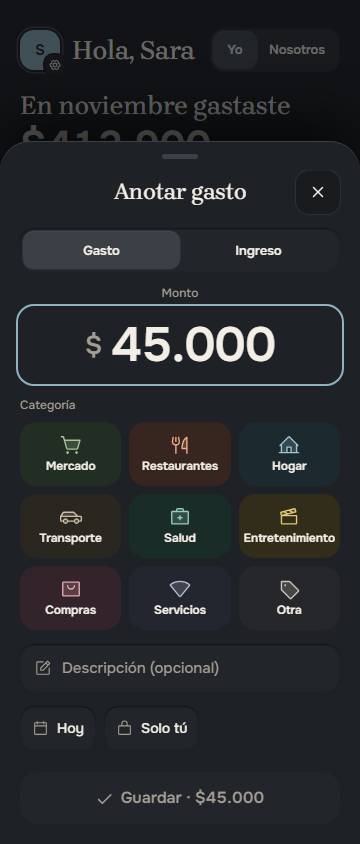 S
Hola, Sara
Yo
Nosotros
En noviembre gastaste
Anotar gasto
Gasto
Ingreso
Monto
$ 45.000
Categoría
Mercado
Restaurantes
Hogar
Transporte
Salud
Entretenimiento
Compras
Servicios
Otra
Descripción (opcional)
Hoy
Solo tú
Guardar · $45.000